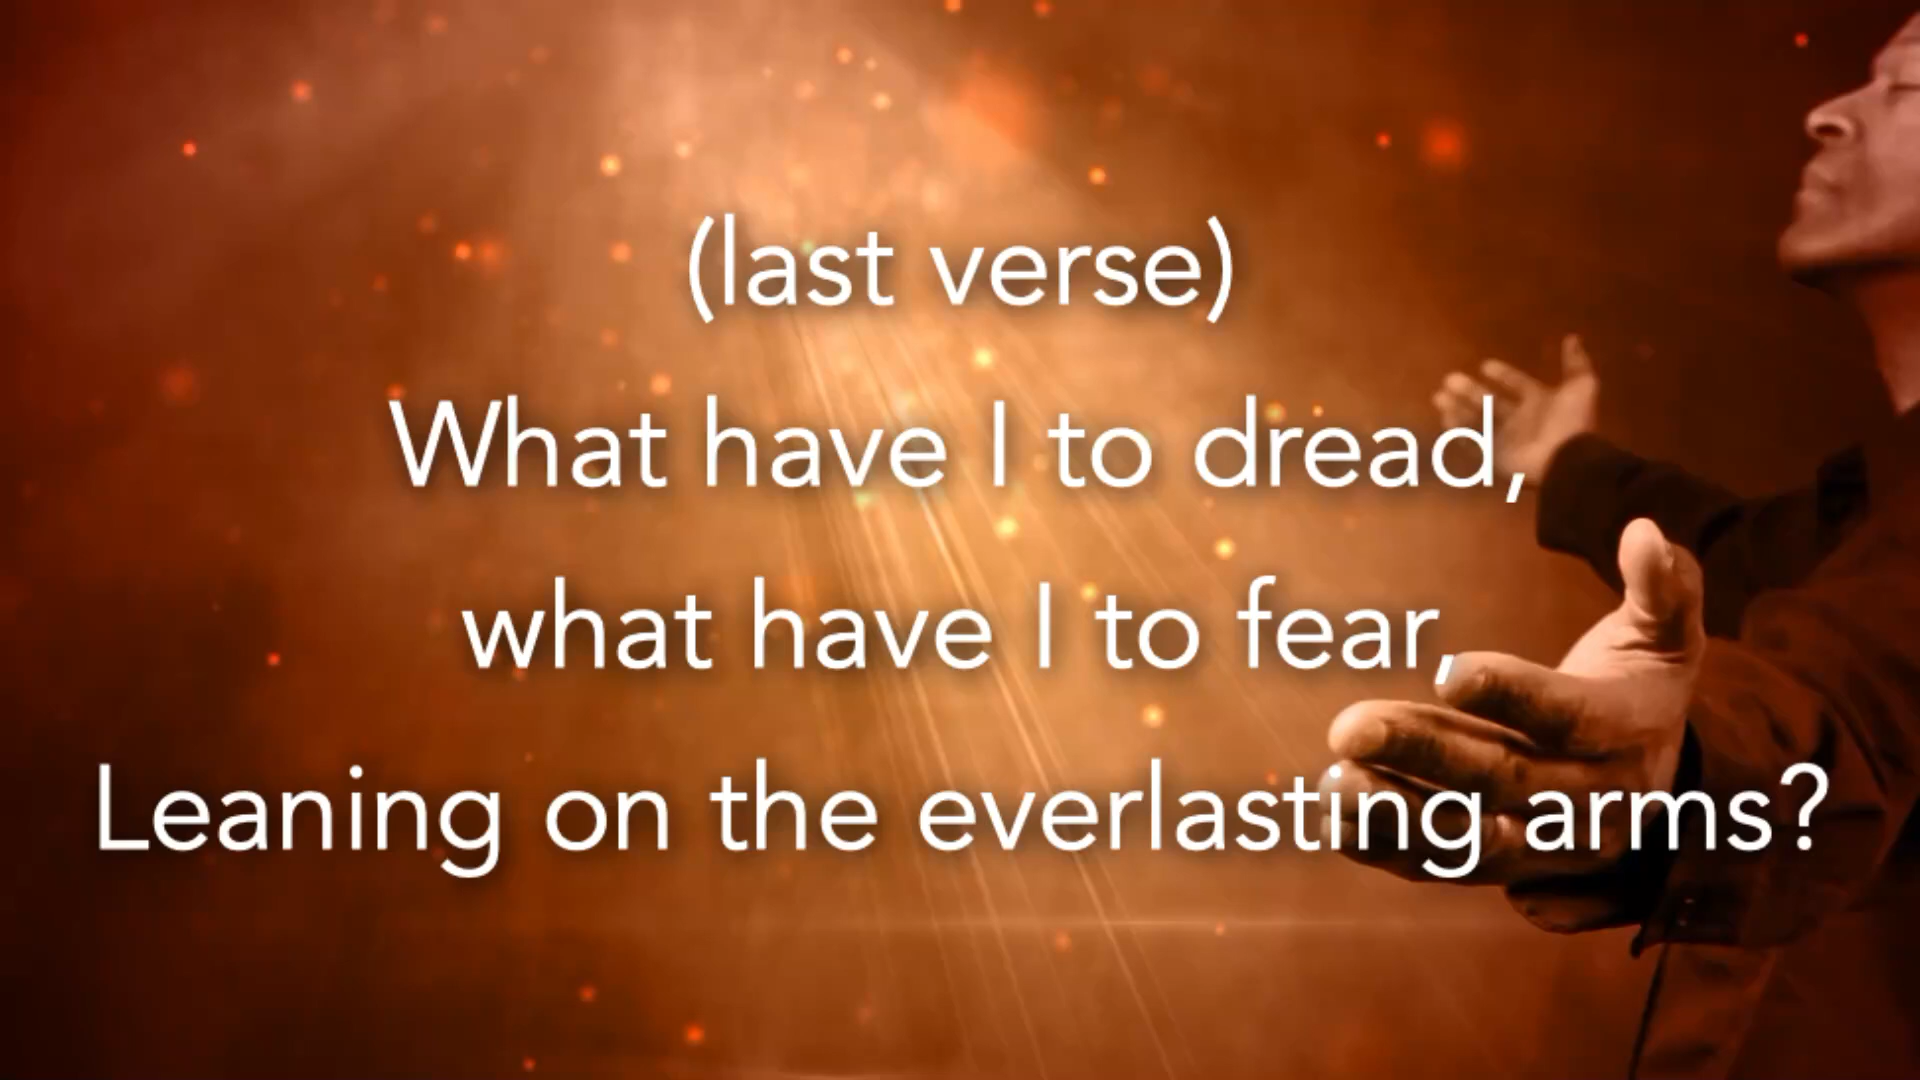 (last verse)
What have I to dread,
what have I to fear,
Leaning on the everlasting arms?